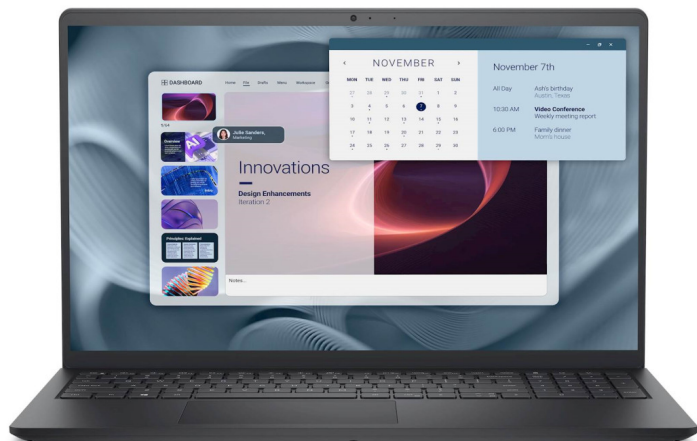 DASHBOARD
Home File Drafts Menu Workspace
Julie Sanders,
Marketing
Overview
AI
Principles Explained
Innovations
Design Enhancements
Iteration 2
Notes...
NOVEMBER
MON TUE WED THU FRI SAT SUN
27 28 29 30 31 1 2
3 4 5 6 7 8 9
10 11 12 13 14 15 16
17 18 19 20 21 22 23
24 25 26 27 28 29 30
November 7th
All Day Ash's birthday
Austin, Texas
10:30 AM Video Conference
Weekly meeting report
6:00 PM Family dinner
Mom's house